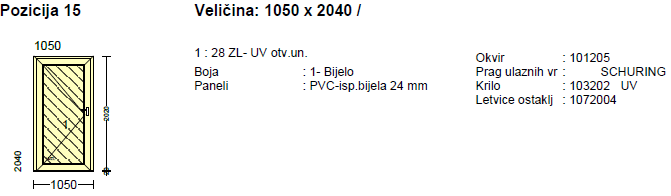 Pozicija 15
Veličina: 1050 x 2040 /
1050
1 : 28 ZL- UV otv.un.
Boja : 1- Bijelo
Paneli : PVC-isp.bijela 24 mm
Okvir : 101205
Prag ulaznih vr : SCHURING
Krilo : 103202 UV
Letvice ostaklj : 1072004
2020
1
2040
1050